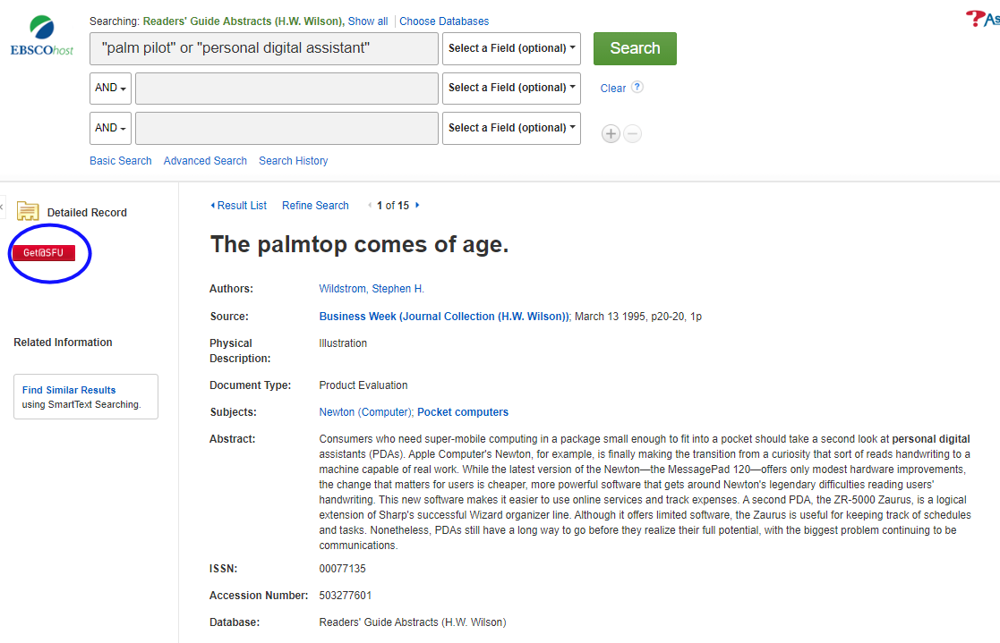 Searching: Readers' Guide Abstracts (H.W. Wilson), Show all | Choose Databases
EBSCOhost
"palm pilot" or "personal digital assistant"
Select a Field (optional)
Search
AND
Select a Field (optional)
Clear ?
AND
Select a Field (optional)
Basic Search Advanced Search Search History
Detailed Record
Get@SFU
Related Information
Find Similar Results
using SmartText Searching.
Result List Refine Search 1 of 15
The palmtop comes of age.
Authors: Wildstrom, Stephen H.
Source: Business Week (Journal Collection (H.W. Wilson)); March 13 1995, p20-20, 1p
Physical Illustration
Description:
Document Type: Product Evaluation
Subjects: Newton (Computer); Pocket computers
Abstract: Consumers who need super-mobile computing in a package small enough to fit into a pocket should take a second look at personal digital
assistants (PDAs). Apple Computer's Newton, for example, is finally making the transition from a curiosity that sort of reads handwriting to a
machine capable of real work. While the latest version of the Newton—the MessagePad 120—offers only modest hardware improvements,
the change that matters for users is cheaper, more powerful software that gets around Newton's legendary difficulties reading users'
handwriting. This new software makes it easier to use online services and track expenses. A second PDA, the ZR-5000 Zaurus, is a logical
extension of Sharp's successful Wizard organizer line. Although it offers limited software, the Zaurus is useful for keeping track of schedules
and tasks. Nonetheless, PDAs still have a long way to go before they realize their full potential, with the biggest problem continuing to be
communications.
ISSN: 00077135
Accession Number: 503277601
Database: Readers' Guide Abstracts (H.W. Wilson)